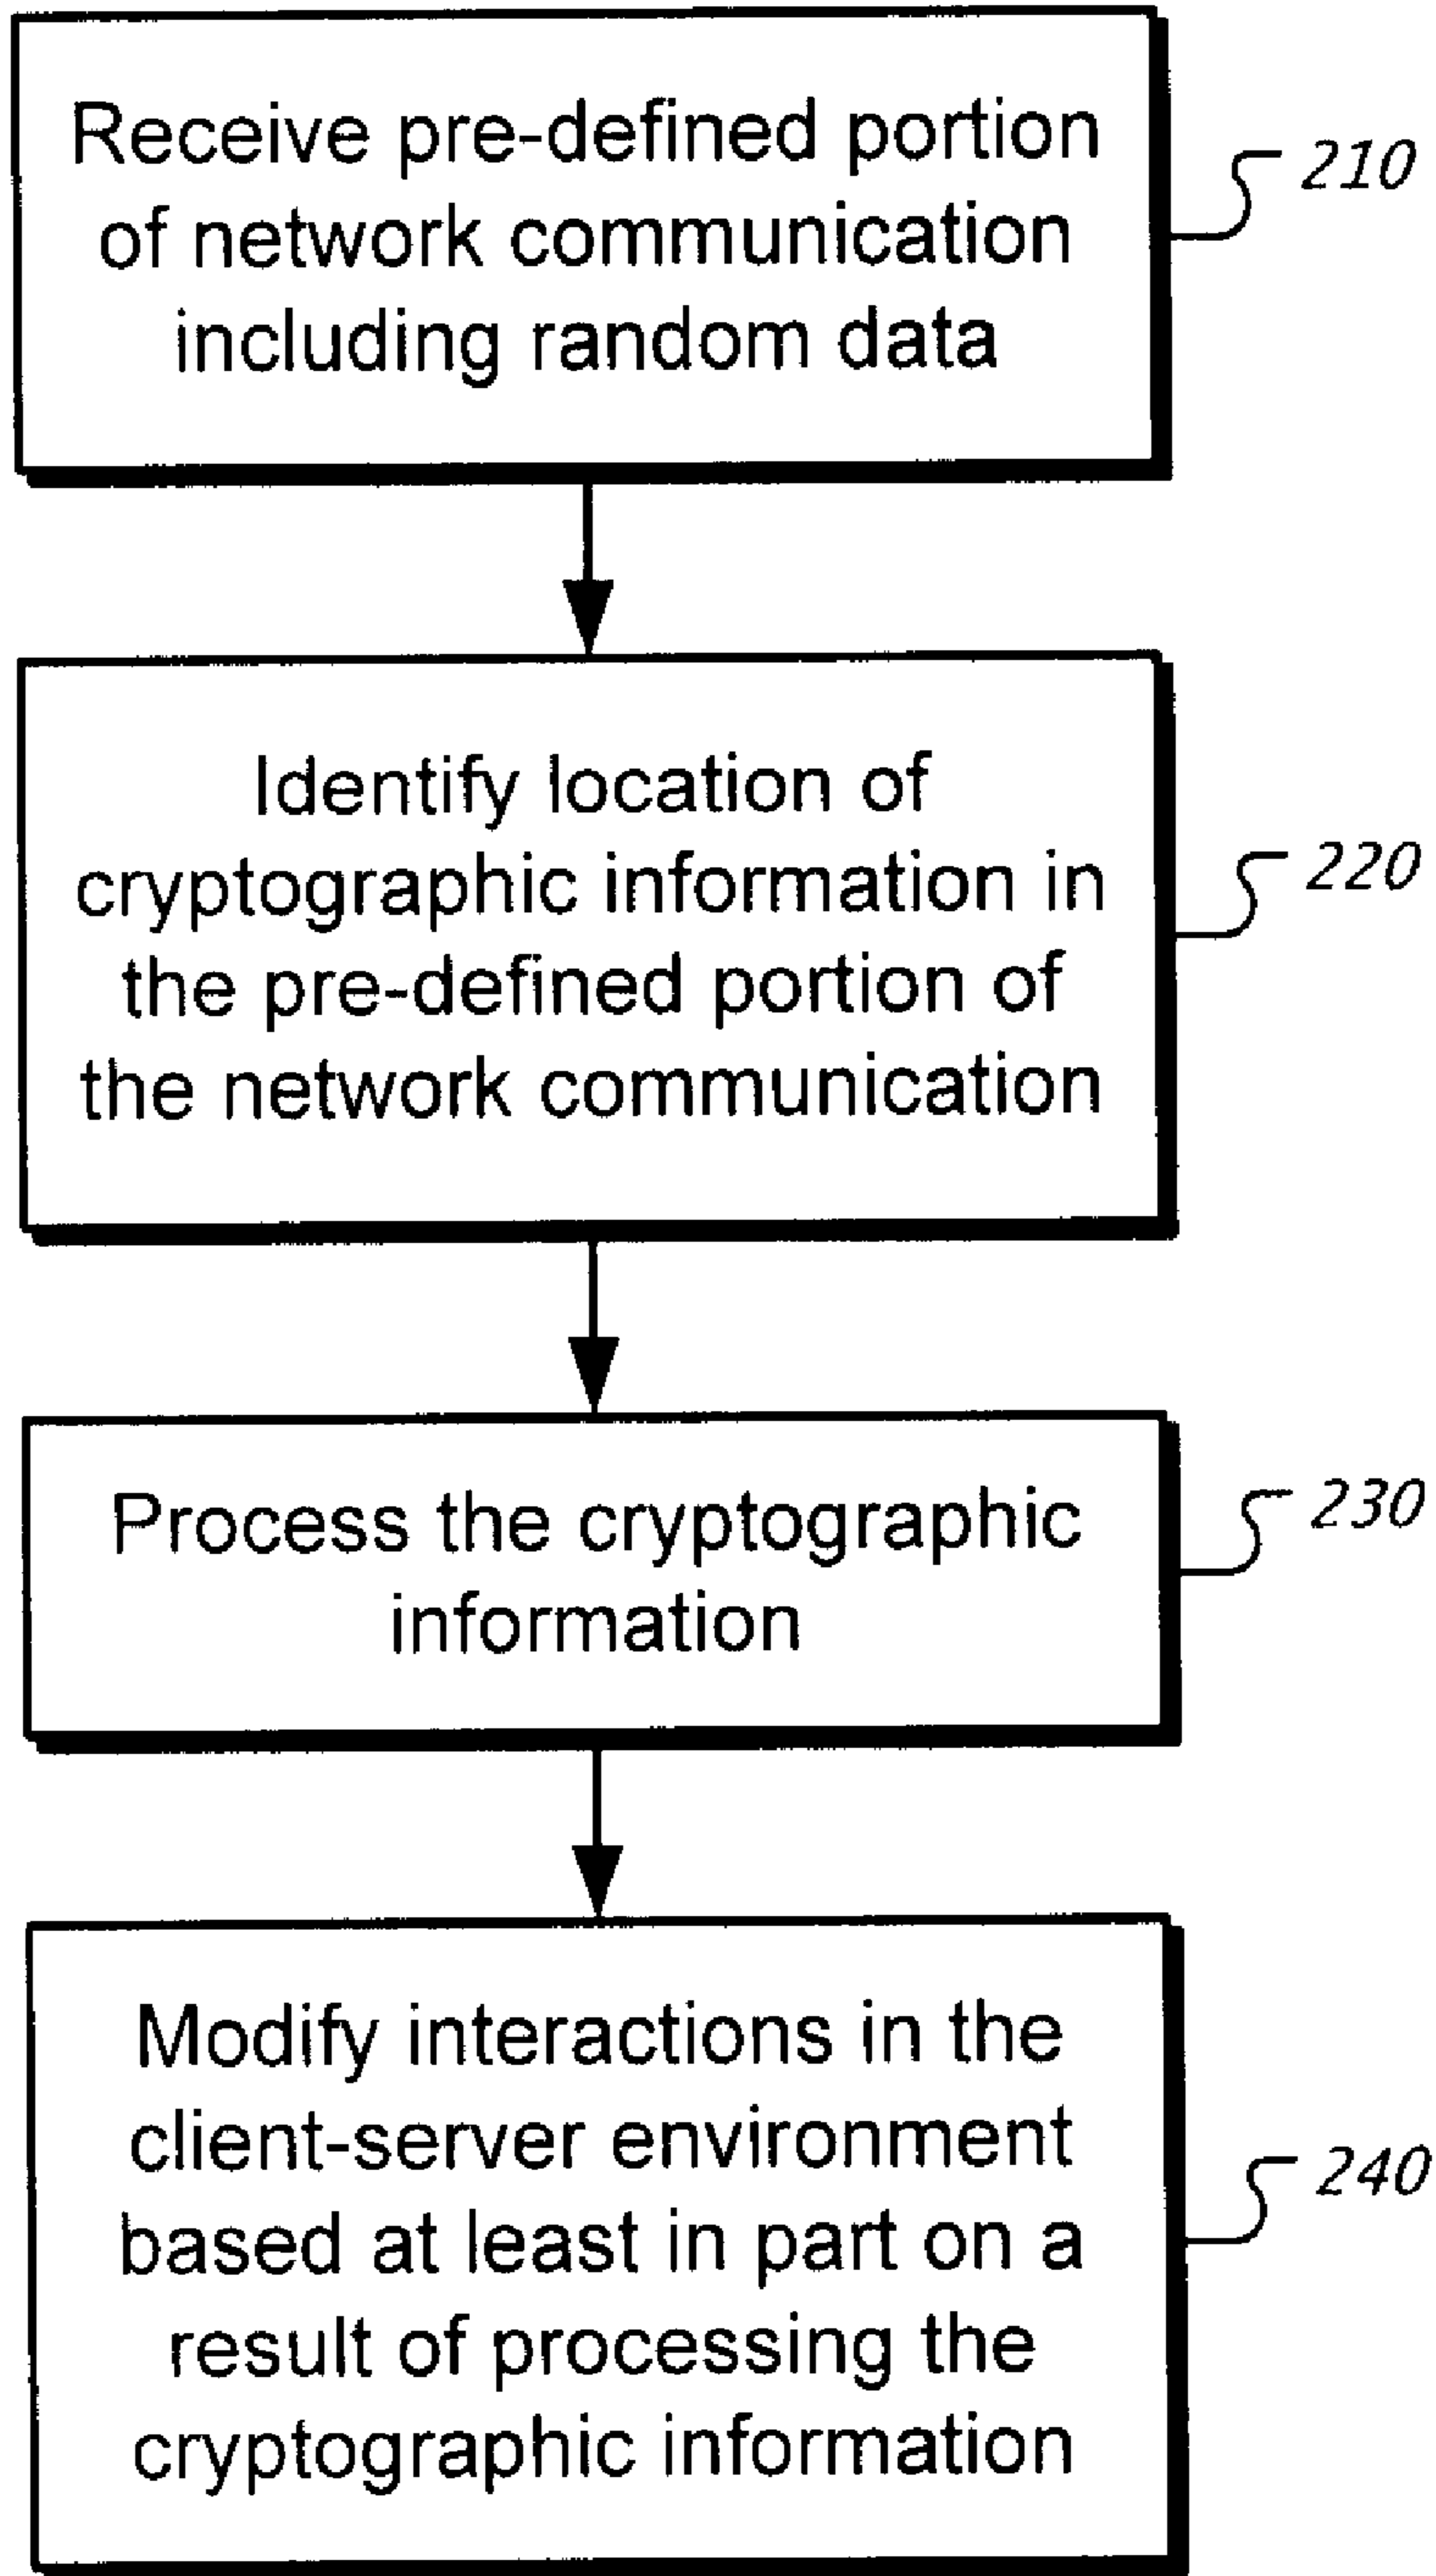 Receive pre-defined portion
of network communication
including random data
210
Identify location of
cryptographic information in
the pre-defined portion of
the network communication
220
Process the cryptographic
information
230
Modify interactions in the
client-server environment
based at least in part on a
result of processing the
cryptographic information
240